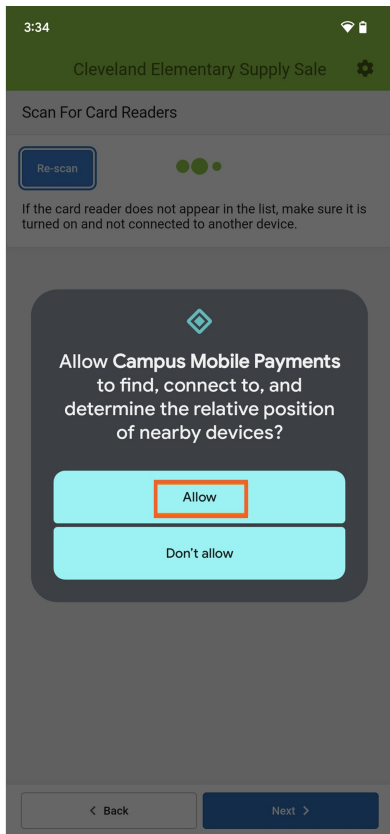 3:34
Cleveland Elementary Supply Sale
Scan For Card Readers
Re-scan
If the card reader does not appear in the list, make sure it is
turned on and not connected to another device.
Allow Campus Mobile Payments
to find, connect to, and
determine the relative position
of nearby devices?
Allow
Don't allow
Back
Next